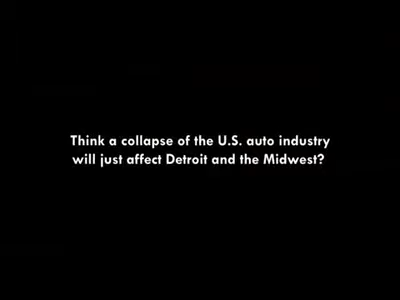 Think a collapse of the U.S. auto industry
will just affect Detroit and the Midwest?